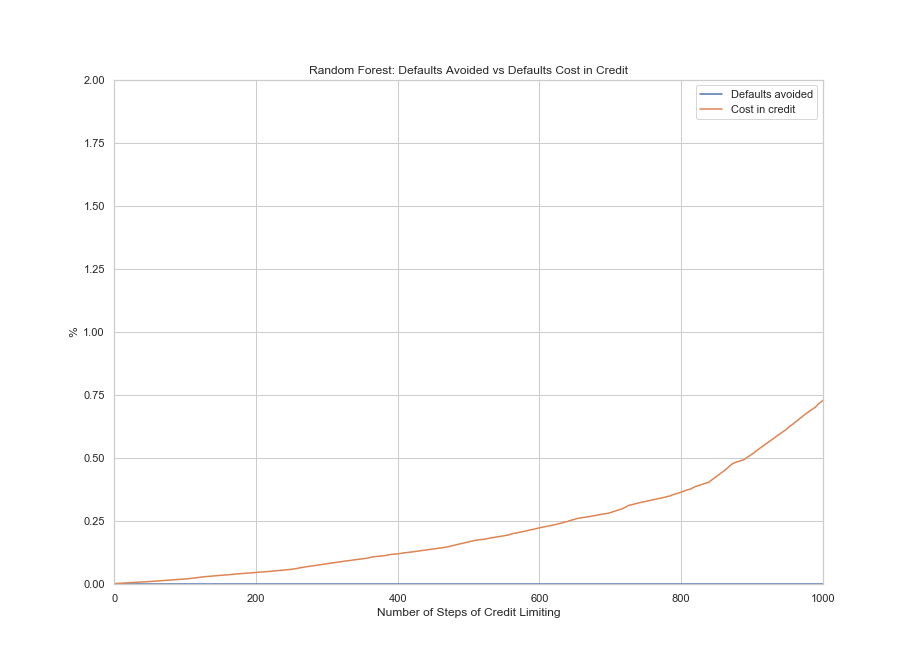 Random Forest: Defaults Avoided vs Defaults Cost in Credit
Defaults avoided
Cost in credit
2.00
1.75
1.50
1.25
1.00
0.75
0.50
0.25
0.00
%
0 200 400 600 800 1000
Number of Steps of Credit Limiting